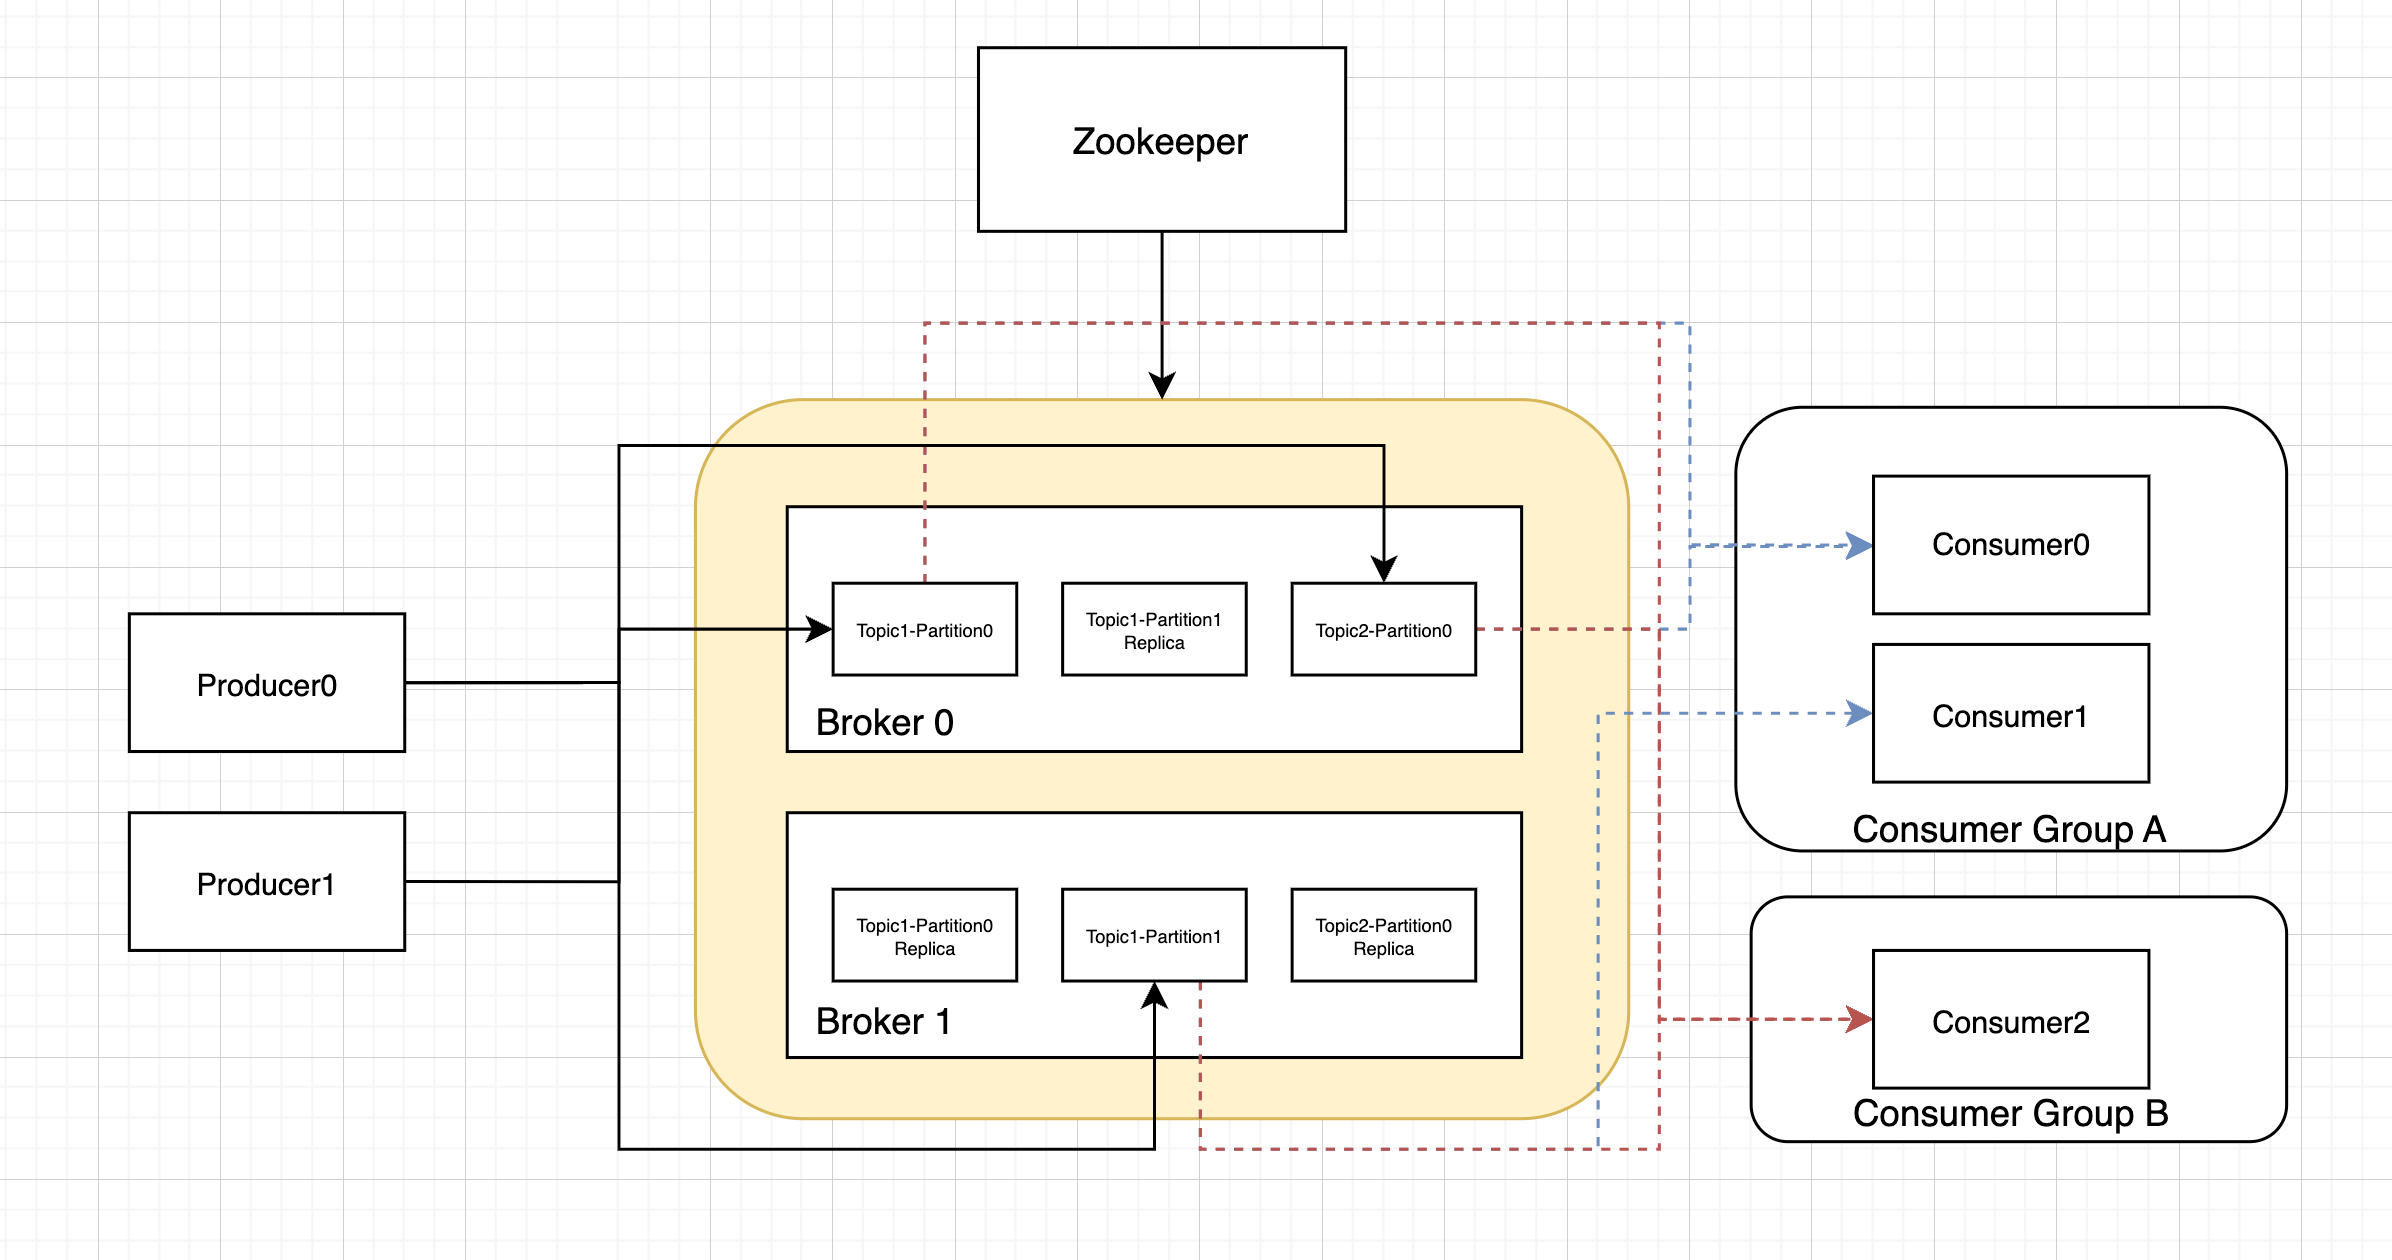 Zookeeper
Producer0
Producer1
Topic1-Partition0
Topic1-Partition1
Replica
Topic2-Partition0
Broker 0
Topic1-Partition0
Replica
Topic1-Partition1
Topic2-Partition0
Replica
Broker 1
Consumer0
Consumer1
Consumer Group A
Consumer2
Consumer Group B